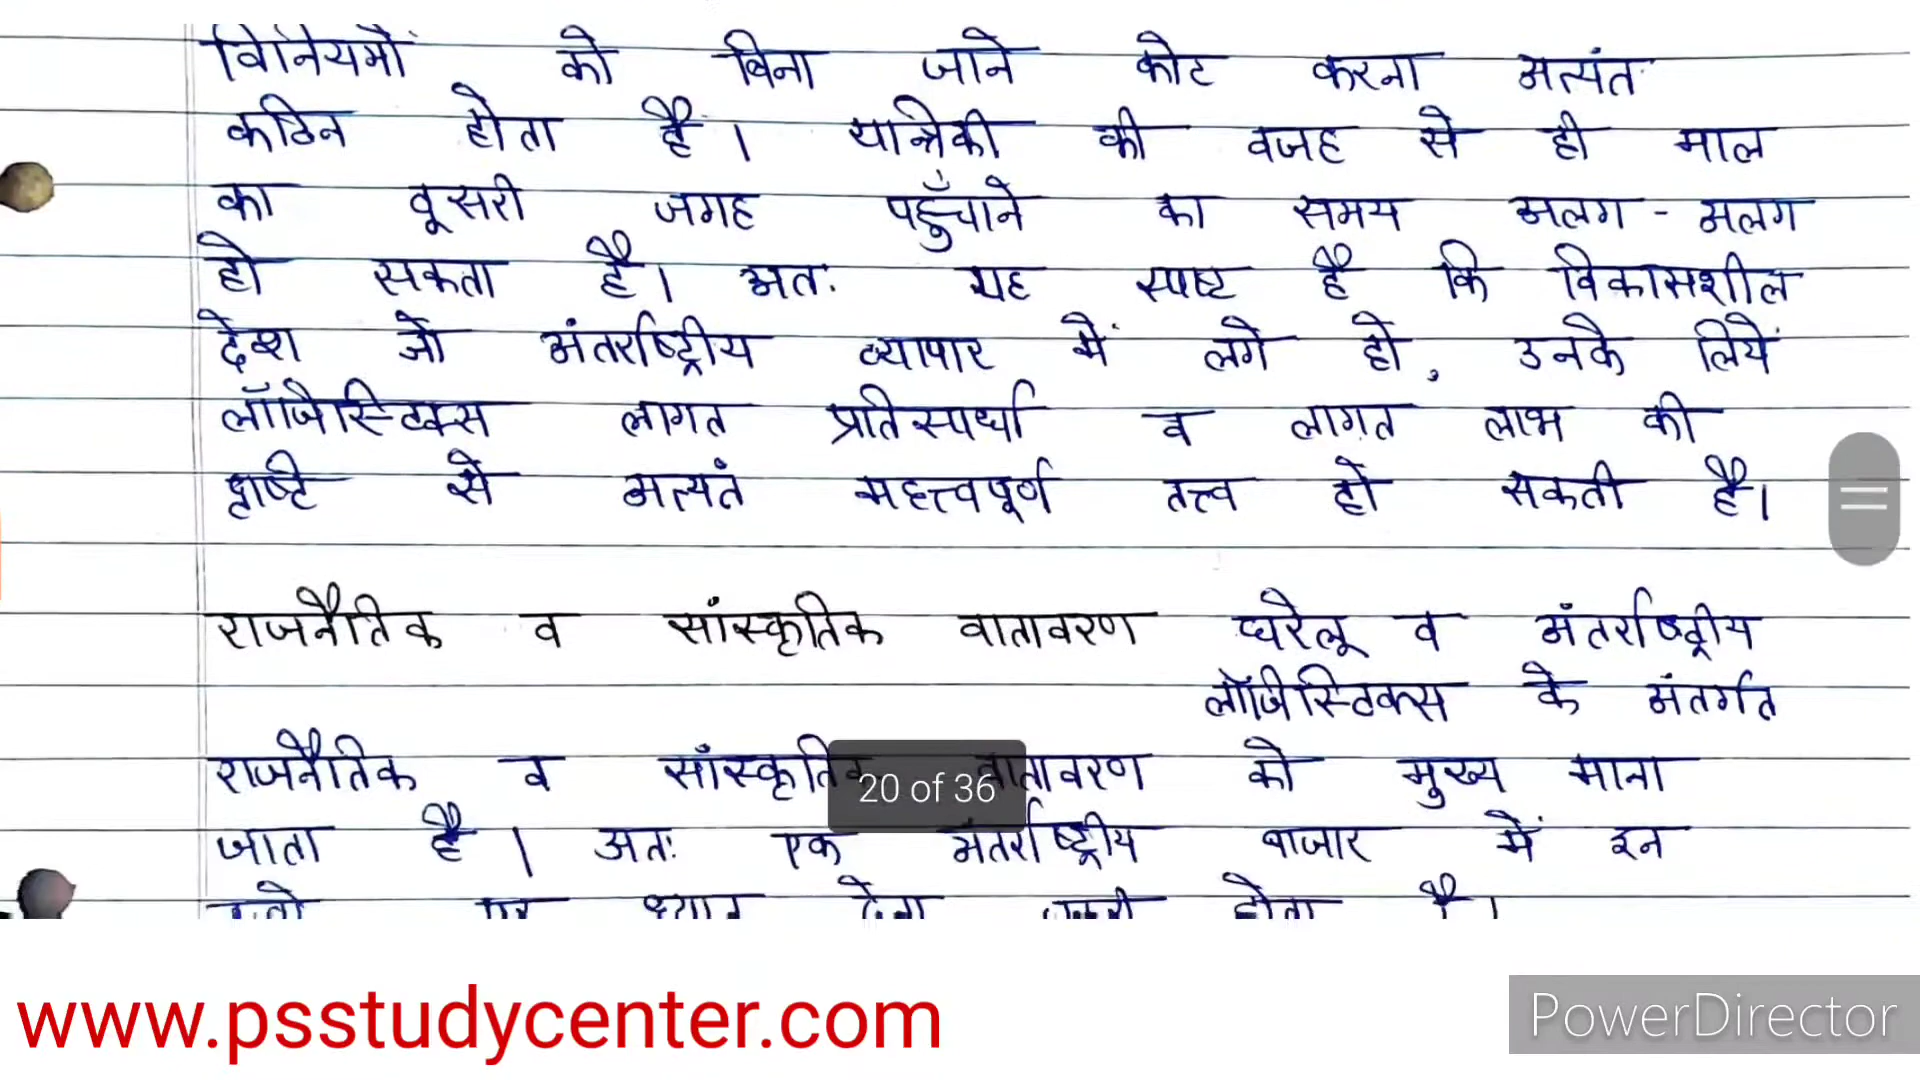 विनियमों को बिना जाने कोट करना अत्यंत
कठिन होता है। यान्त्रिकी की वजह से ही माल
का दूसरी जगह पहुँचाने का समय अलग - अलग
हो सकता है। अतः यह स्पष्ट है कि विकासशील
देश जो अंतर्राष्ट्रीय व्यापार में लगे हो, उनके लिये
लॉजिस्टिक्स लागत प्रतिस्पर्धा व लागत लाभ की
दृष्टि से अत्यंत महत्त्वपूर्ण तत्त्व हो सकती है।
राजनैतिक व सांस्कृतिक वातावरण घरेलू व अंतर्राष्ट्रीय
लॉजिस्टिक्स के अंतर्गत
राजनैतिक व सांस्कृतिक वातावरण को मुख्य माना
20 of 36
जाता है। अतः एक अंतर्राष्ट्रीय बाजार में इन
पर ध्यान देना होता है।
www.psstudycenter.com
PowerDirector